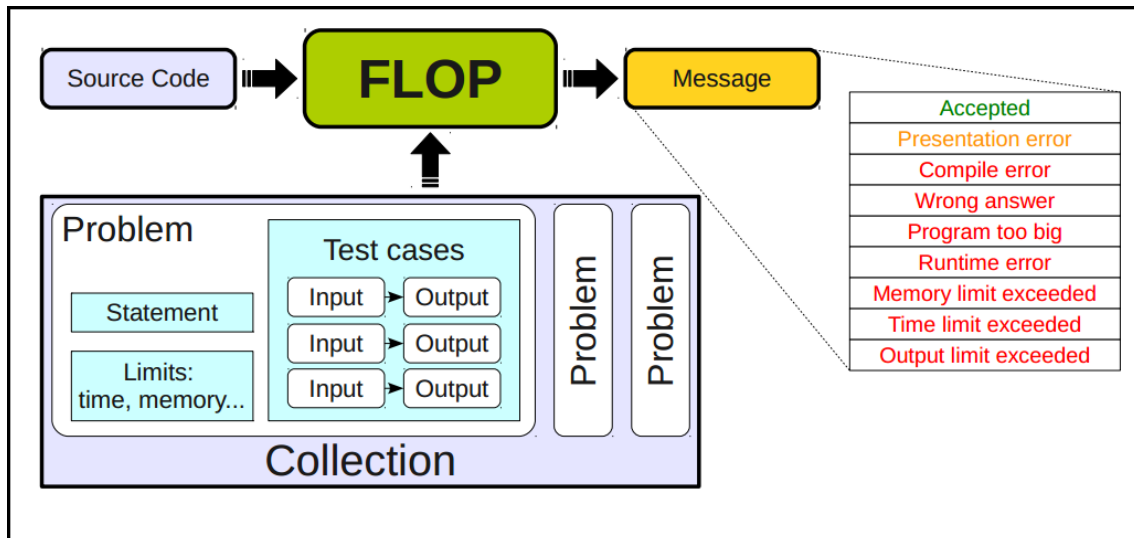 Source Code
FLOP
Message
Accepted
Presentation error
Compile error
Wrong answer
Program too big
Runtime error
Memory limit exceeded
Time limit exceeded
Output limit exceeded
Problem
Statement
Limits:
time, memory...
Test cases
Input
Output
Input
Output
Input
Output
Problem
Problem
Collection